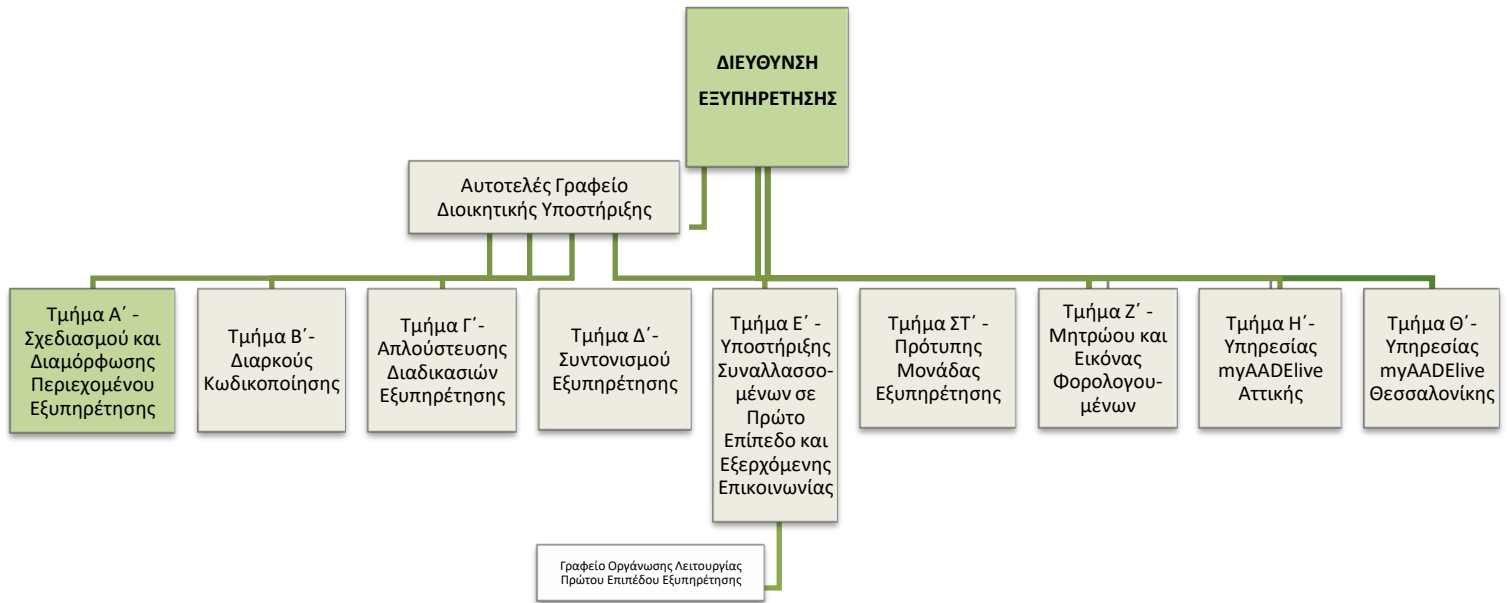 ΔΙΕΥΘΥΝΣΗ
ΕΞΥΠΗΡΕΤΗΣΗΣ
Αυτοτελές Γραφείο
Διοικητικής Υποστήριξης
Τμήμα Α΄ -
Σχεδιασμού και
Διαμόρφωσης
Περιεχομένου
Εξυπηρέτησης
Τμήμα Β΄-
Διαρκούς
Κωδικοποίησης
Τμήμα Γ΄-
Απλούστευσης
Διαδικασιών
Εξυπηρέτησης
Τμήμα Δ΄-
Συντονισμού
Εξυπηρέτησης
Τμήμα Ε΄ -
Υποστήριξης
Συναλλασσο-
μένων σε
Πρώτο
Επίπεδο και
Εξερχόμενης
Επικοινωνίας
Τμήμα ΣΤ΄ -
Πρότυπης
Μονάδας
Εξυπηρέτησης
Τμήμα Ζ΄ -
Μητρώου και
Εικόνας
Φορολογου-
μένων
Τμήμα Η΄-
Υπηρεσίας
myAADElive
Αττικής
Τμήμα Θ΄-
Υπηρεσίας
myAADElive
Θεσσαλονίκης
Γραφείο Οργάνωσης Λειτουργίας
Πρώτου Επιπέδου Εξυπηρέτησης